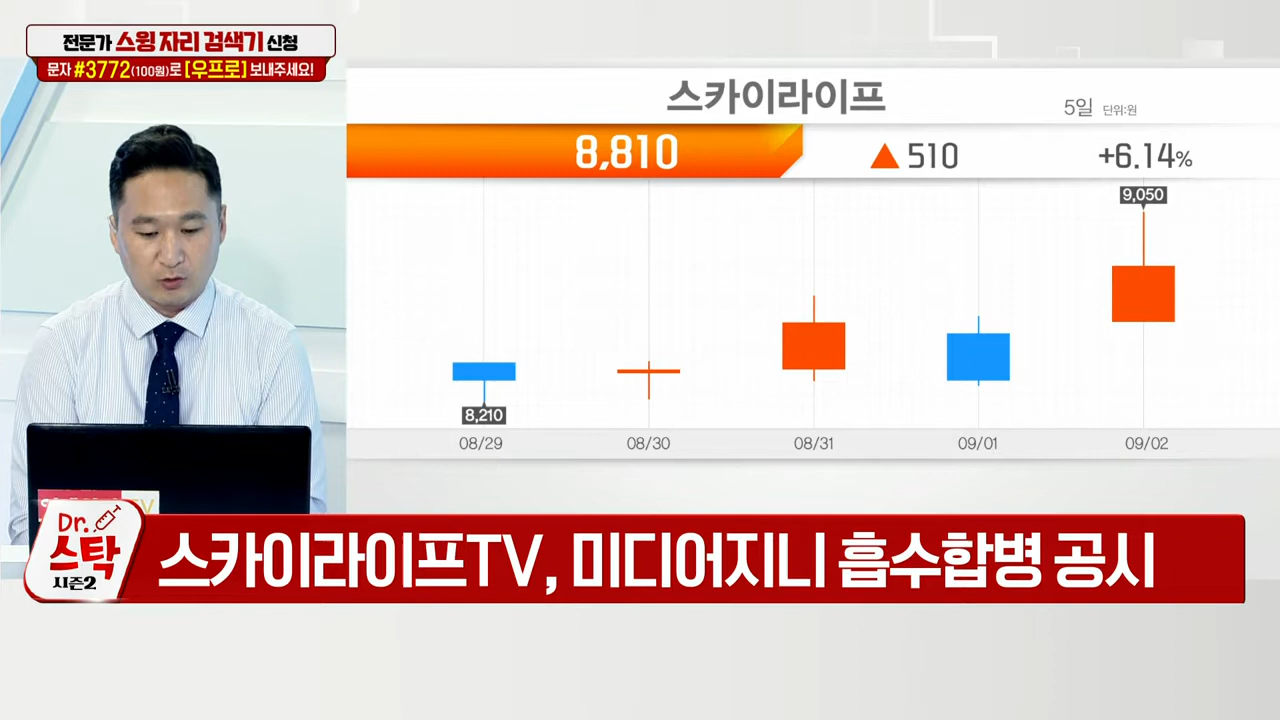 전문가 스윙 자리 검색기 신청
문자 #3772(100원)로 [우프로] 보내주세요!
스카이라이프
5일 단위:원
8,810 ▲510 +6.14%
9,050
8,210
08/29 08/30 08/31 09/01 09/02
Dr.
스탁
시즌2
스카이라이프TV, 미디어지니 흡수합병 공시